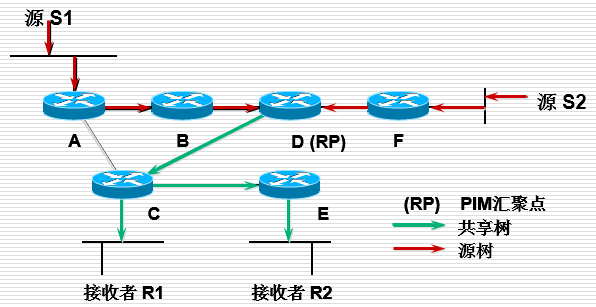 源 S1
源 S2
A
B
D (RP)
F
C
E
(RP) PIM汇聚点
共享树
源树
接收者 R1
接收者 R2